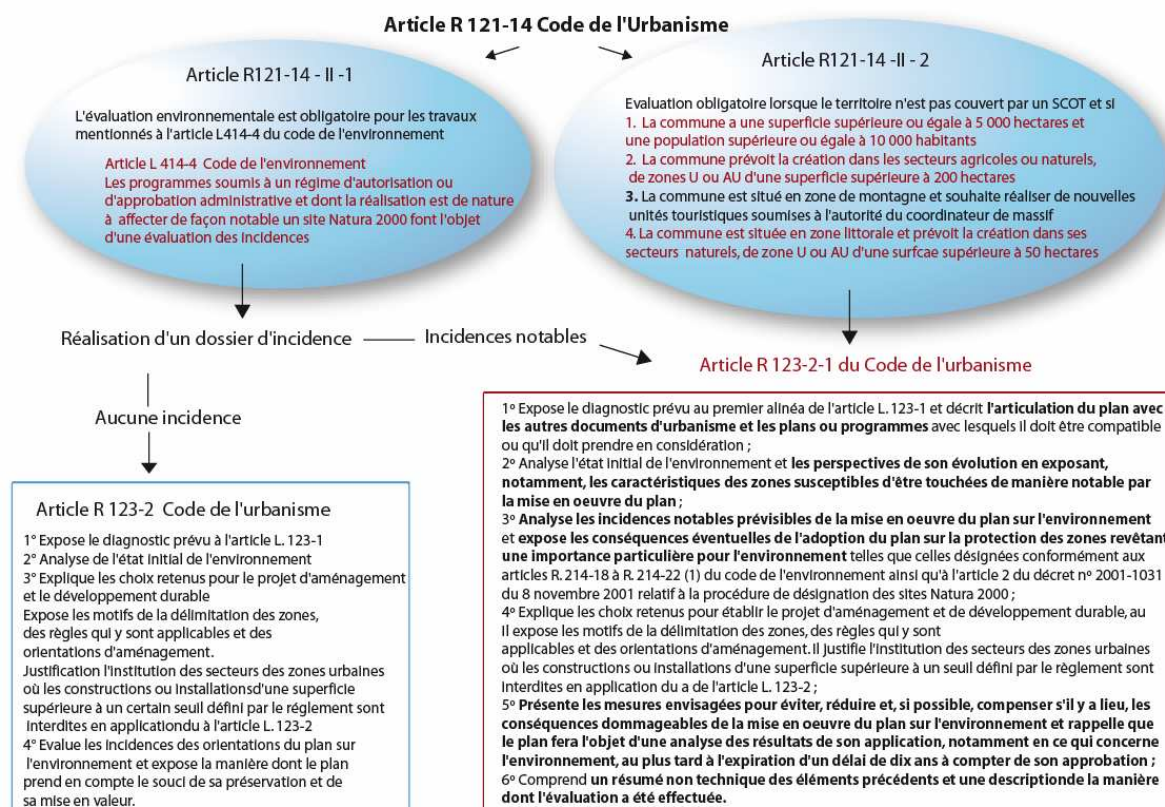 Article R 121-14 Code de l'Urbanisme
Article R121-14 - II -1
L'évaluation environnementale est obligatoire pour les travaux
mentionnés à l'article L414-4 du code de l'environnement
Article L 414-4 Code de l'environnement
Les programmes soumis à un régime d'autorisation ou
d'approbation administrative et dont la réalisation est de nature
à affecter de façon notable un site Natura 2000 font l'objet
d'une évaluation des incidences
Article R121-14 -II - 2
Evaluation obligatoire lorsque le territoire n'est pas couvert par un SCOT et si
1. La commune a une superficie supérieure ou égale à 5 000 hectares et
une population supérieure ou égale à 10 000 habitants
2. La commune prévoit la création dans les secteurs agricoles ou naturels,
de zones U ou AU d'une superficie supérieure à 200 hectares
3. La commune est situé en zone de montagne et souhaite réaliser de nouvelles
unités touristiques soumises à l'autorité du coordinateur de massif
4. La commune est située en zone littorale et prévoit la création dans ses
secteurs naturels, de zone U ou AU d'une surfcae supérieure à 50 hectares
Réalisation d'un dossier d'incidence
Incidences notables
Aucune incidence
Article R 123-2 Code de l'urbanisme
1° Expose le diagnostic prévu à l'article L. 123-1
2° Analyse de l'état initial de l'environnement
3° Explique les choix retenus pour le projet d'aménagement
et le développement durable
Expose les motifs de la délimitation des zones,
des règles qui y sont applicables et des
orientations d'aménagement.
Justification l'institution des secteurs des zones urbaines
où les constructions ou installationsd'une superficie
supérieure à un certain seuil défini par le réglement sont
interdites en applicationdu à l'article L. 123-2
4° Evalue les incidences des orientations du plan sur
l'environnement et expose la manière dont le plan
prend en compte le souci de sa préservation et de
sa mise en valeur.
Article R 123-2-1 du Code de l'urbanisme
1º Expose le diagnostic prévu au premier alinéa de l'article L. 123-1 et décrit l'articulation du plan avec
les autres documents d'urbanisme et les plans ou programmes avec lesquels il doit être compatible
ou qu'il doit prendre en considération ;
2º Analyse l'état initial de l'environnement et les perspectives de son évolution en exposant,
notamment, les caractéristiques des zones susceptibles d'être touchées de manière notable par
la mise en oeuvre du plan ;
3º Analyse les incidences notables prévisibles de la mise en oeuvre du plan sur l'environnement
et expose les conséquences éventuelles de l'adoption du plan sur la protection des zones revêtant
une importance particulière pour l'environnement telles que celles désignées conformément aux
articles R. 214-18 à R. 214-22 (1) du code de l'environnement ainsi qu'à l'article 2 du décret nº 2001-1031
du 8 novembre 2001 relatif à la procédure de désignation des sites Natura 2000 ;
4º Explique les choix retenus pour établir le projet d'aménagement et de développement durable, au
il expose les motifs de la délimitation des zones, des règles qui y sont
applicables et des orientations d'aménagement. Il justifie l'institution des secteurs des zones urbaines
où les constructions ou installations d'une superficie supérieure à un seuil défini par le règlement sont
interdites en application du a de l'article L. 123-2 ;
5º Présente les mesures envisagées pour éviter, réduire et, si possible, compenser s'il y a lieu, les
conséquences dommageables de la mise en oeuvre du plan sur l'environnement et rappelle que
le plan fera l'objet d'une analyse des résultats de son application, notamment en ce qui concerne
l'environnement, au plus tard à l'expiration d'un délai de dix ans à compter de son approbation ;
6º Comprend un résumé non technique des éléments précédents et une descriptionde la manière
dont l'évaluation a été effectuée.